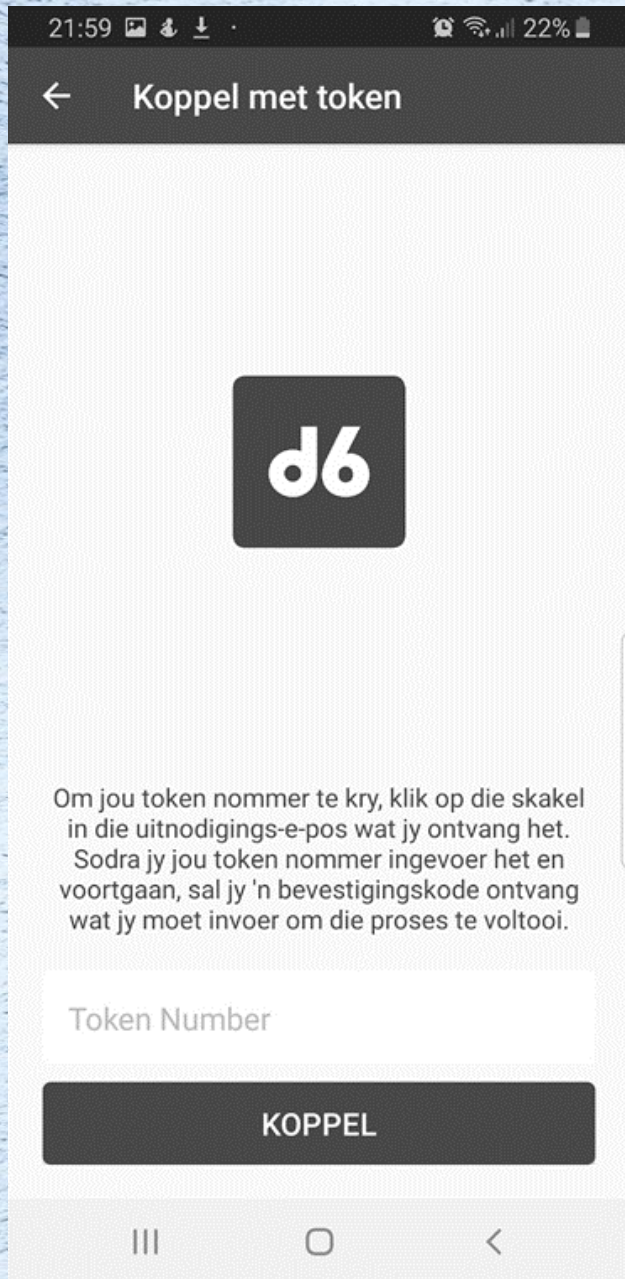 21:59
22%
Koppel met token
d6
Om jou token nommer te kry, klik op die skakel
in die uitnodigings-e-pos wat jy ontvang het.
Sodra jy jou token nommer ingevoer het en
voortgaan, sal jy 'n bevestigingskode ontvang
wat jy moet invoer om die proses te voltooi.
Token Number
KOPPEL